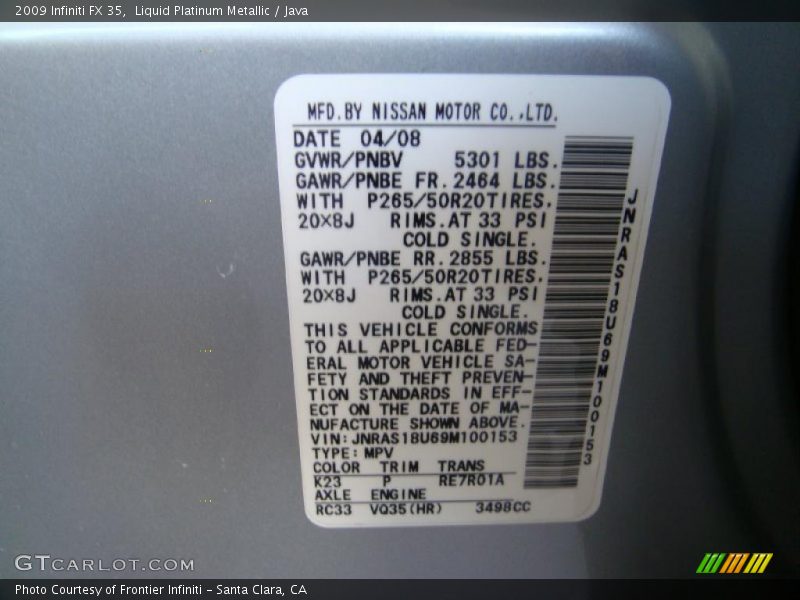 2009 Infiniti FX 35,  Liquid Platinum Metallic / Java
MFD.BY NISSAN MOTOR CO.,LTD.
DATE 04/08
GVWR/PNBV 5301 LBS.
GAWR/PNBE FR. 2464 LBS.
WITH P265/50R20TIRES.
20×8J RIMS.AT 33 PSI
COLD SINGLE.
GAWR/PNBE RR. 2855 LBS.
WITH P265/50R20TIRES.
20×8J RIMS.AT 33 PSI
COLD SINGLE.
THIS VEHICLE CONFORMS
TO ALL APPLICABLE FED-
ERAL MOTOR VEHICLE SA-
FETY AND THEFT PREVEN-
TION STANDARDS IN EFF-
ECT ON THE DATE OF MA-
NUFACTURE SHOWN ABOVE.
VIN:JNRAS18U69M100153
TYPE:MPV
COLOR TRIM TRANS
K23 P RE7R01A
AXLE ENGINE
RC33 VQ35(HR) 3498CC
JNRAS18U69M100153
GTCARLOT.COM
Photo Courtesy of Frontier Infiniti - Santa Clara, CA